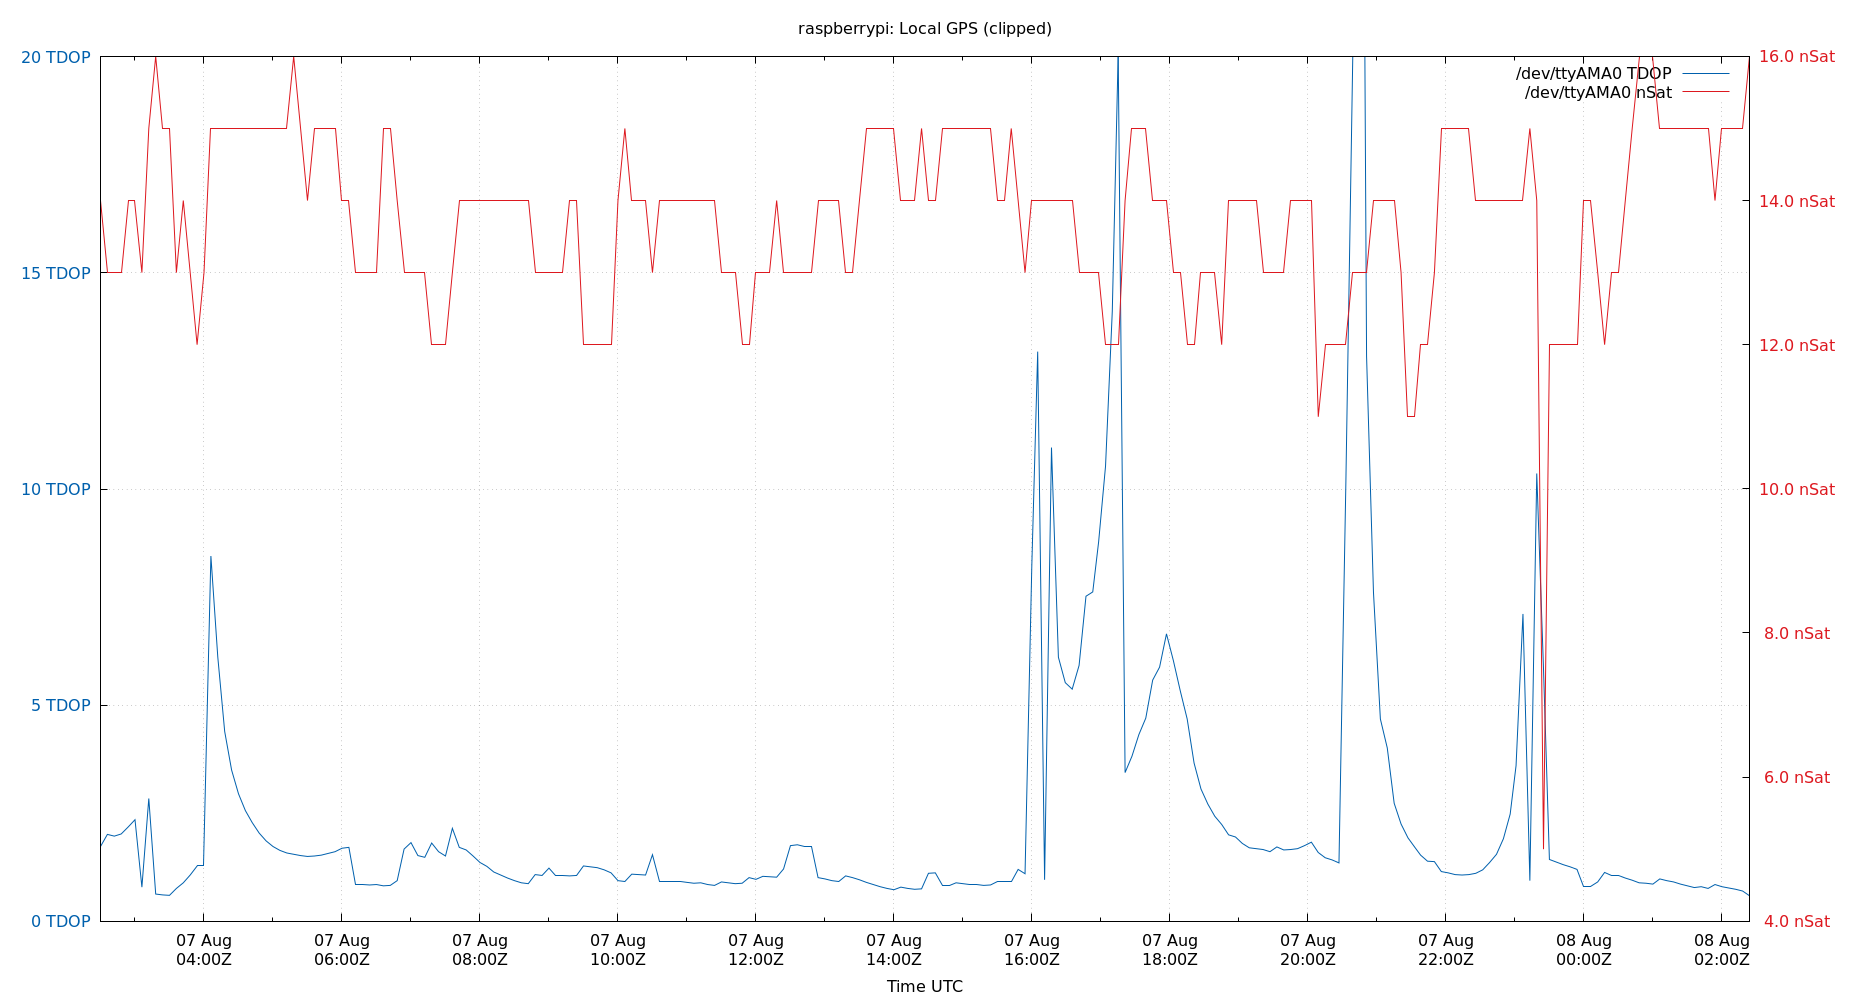 raspberrypi: Local GPS (clipped)
20 TDOP
15 TDOP
10 TDOP
5 TDOP
0 TDOP
16.0 nSat
14.0 nSat
12.0 nSat
10.0 nSat
8.0 nSat
6.0 nSat
4.0 nSat
/dev/ttyAMA0 TDOP
/dev/ttyAMA0 nSat
07 Aug
04:00Z
07 Aug
06:00Z
07 Aug
08:00Z
07 Aug
10:00Z
07 Aug
12:00Z
07 Aug
14:00Z
07 Aug
16:00Z
07 Aug
18:00Z
07 Aug
20:00Z
07 Aug
22:00Z
08 Aug
00:00Z
08 Aug
02:00Z
Time UTC